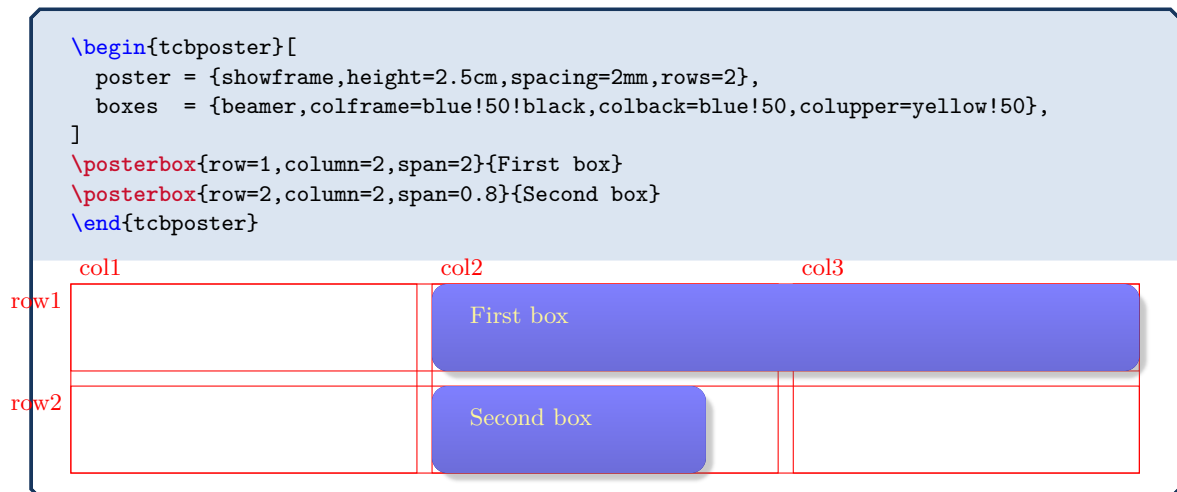 \begin{tcbposter}[
  poster = {showframe,height=2.5cm,spacing=2mm,rows=2},
  boxes  = {beamer,colframe=blue!50!black,colback=blue!50,colupper=yellow!50},
]
\posterbox{row=1,column=2,span=2}{First box}
\posterbox{row=2,column=2,span=0.8}{Second box}
\end{tcbposter}
col1 col2 col3
row1
First box
row2
Second box